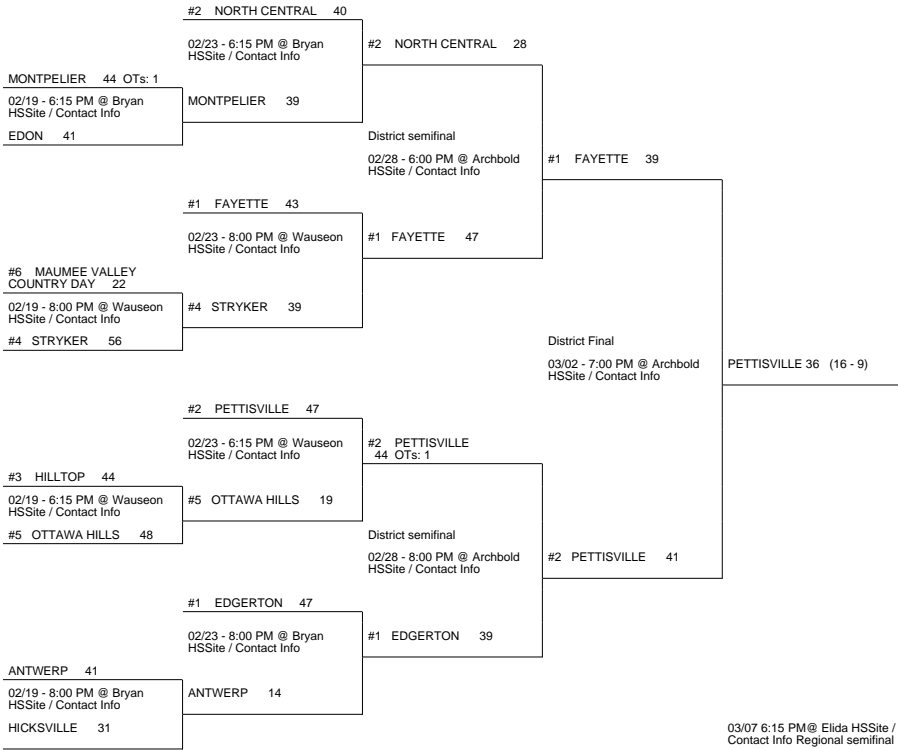 #2 NORTH CENTRAL 40
02/23 - 6:15 PM @ Bryan
HSSite / Contact Info
#2 NORTH CENTRAL 28
MONTPELIER 44 OTs: 1
02/19 - 6:15 PM @ Bryan
HSSite / Contact Info
MONTPELIER 39
EDON 41
District semifinal
02/28 - 6:00 PM @ Archbold
HSSite / Contact Info
#1 FAYETTE 39
#1 FAYETTE 43
02/23 - 8:00 PM @ Wauseon
HSSite / Contact Info
#1 FAYETTE 47
#6 MAUMEE VALLEY
COUNTRY DAY 22
02/19 - 8:00 PM @ Wauseon
HSSite / Contact Info
#4 STRYKER 39
#4 STRYKER 56
District Final
03/02 - 7:00 PM @ Archbold
HSSite / Contact Info
PETTISVILLE 36 (16 - 9)
#2 PETTISVILLE 47
02/23 - 6:15 PM @ Wauseon
HSSite / Contact Info
#2 PETTISVILLE
44 OTs: 1
#3 HILLTOP 44
02/19 - 6:15 PM @ Wauseon
HSSite / Contact Info
#5 OTTAWA HILLS 19
#5 OTTAWA HILLS 48
District semifinal
02/28 - 8:00 PM @ Archbold
HSSite / Contact Info
#2 PETTISVILLE 41
#1 EDGERTON 47
02/23 - 8:00 PM @ Bryan
HSSite / Contact Info
#1 EDGERTON 39
ANTWERP 41
02/19 - 8:00 PM @ Bryan
HSSite / Contact Info
ANTWERP 14
HICKSVILLE 31
03/07 6:15 PM@ Elida HSSite /
Contact Info Regional semifinal